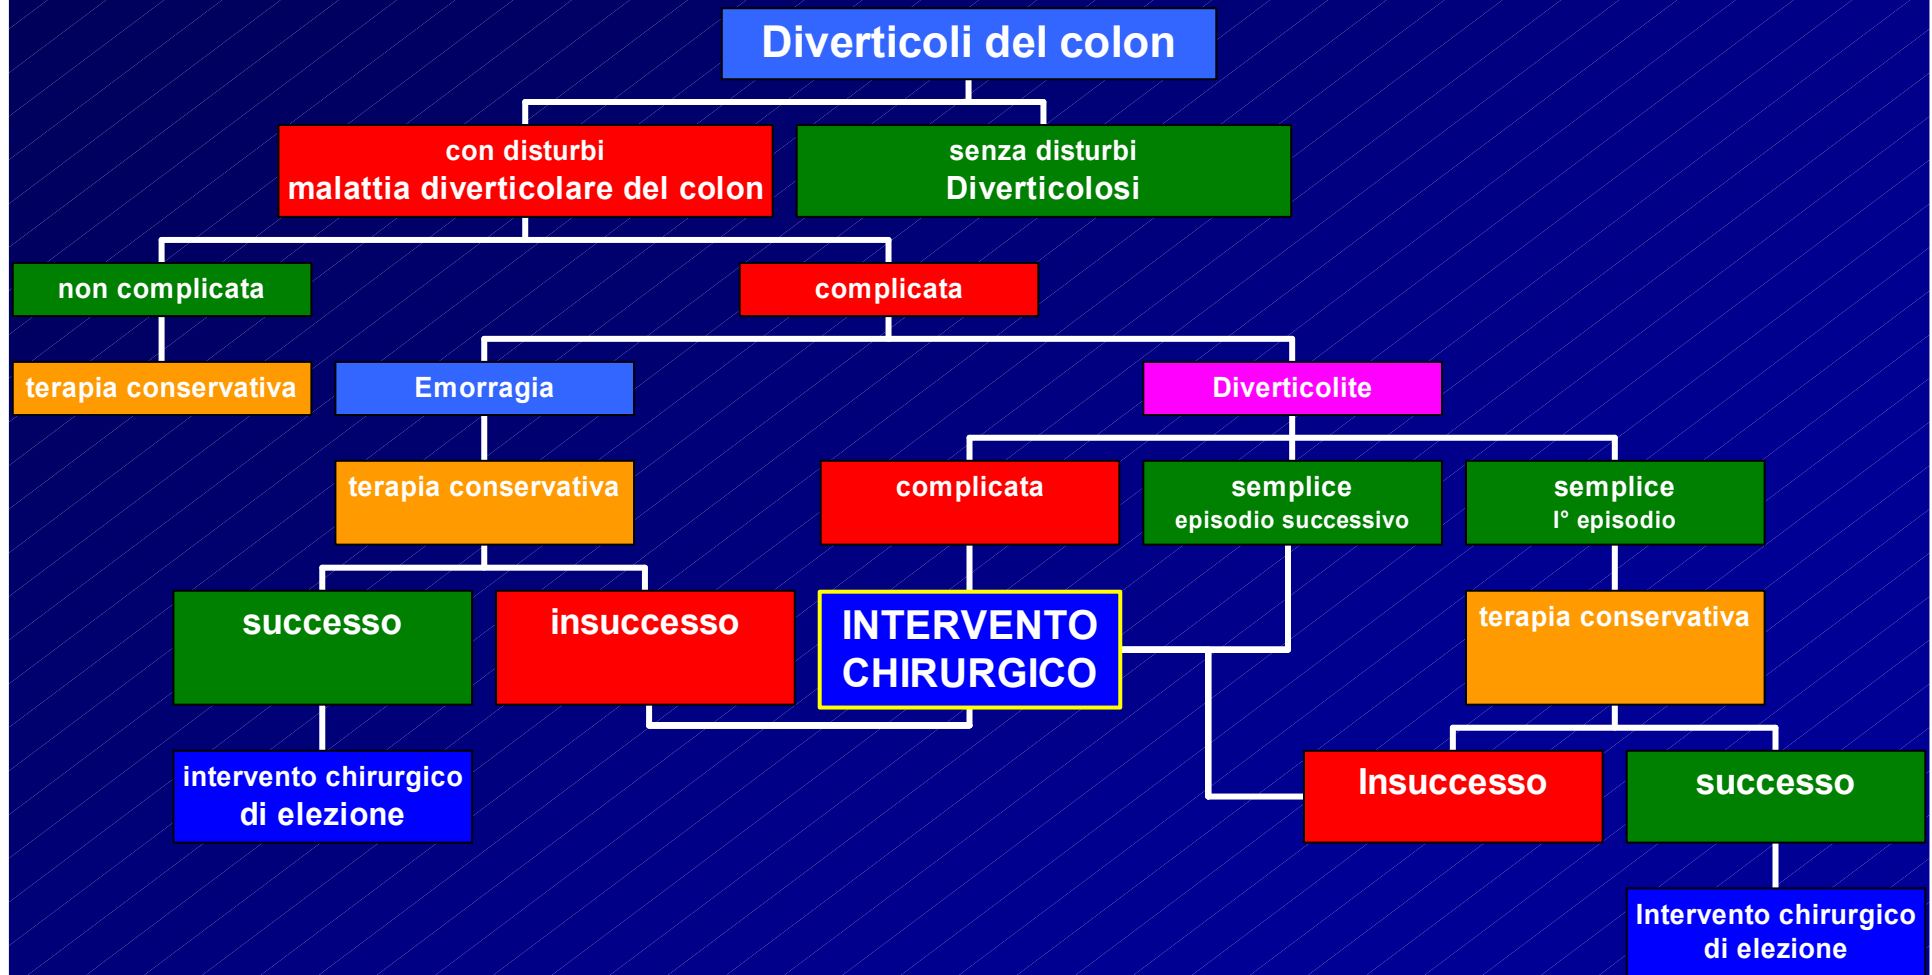 Diverticoli del colon
con disturbi
malattia diverticolare del colon
senza disturbi
Diverticolosi
non complicata
complicata
terapia conservativa
Emorragia
Diverticolite
terapia conservativa
complicata
semplice
episodio successivo
semplice
I° episodio
successo
insuccesso
INTERVENTO
CHIRURGICO
terapia conservativa
intervento chirurgico
di elezione
Insuccesso
successo
Intervento chirurgico
di elezione